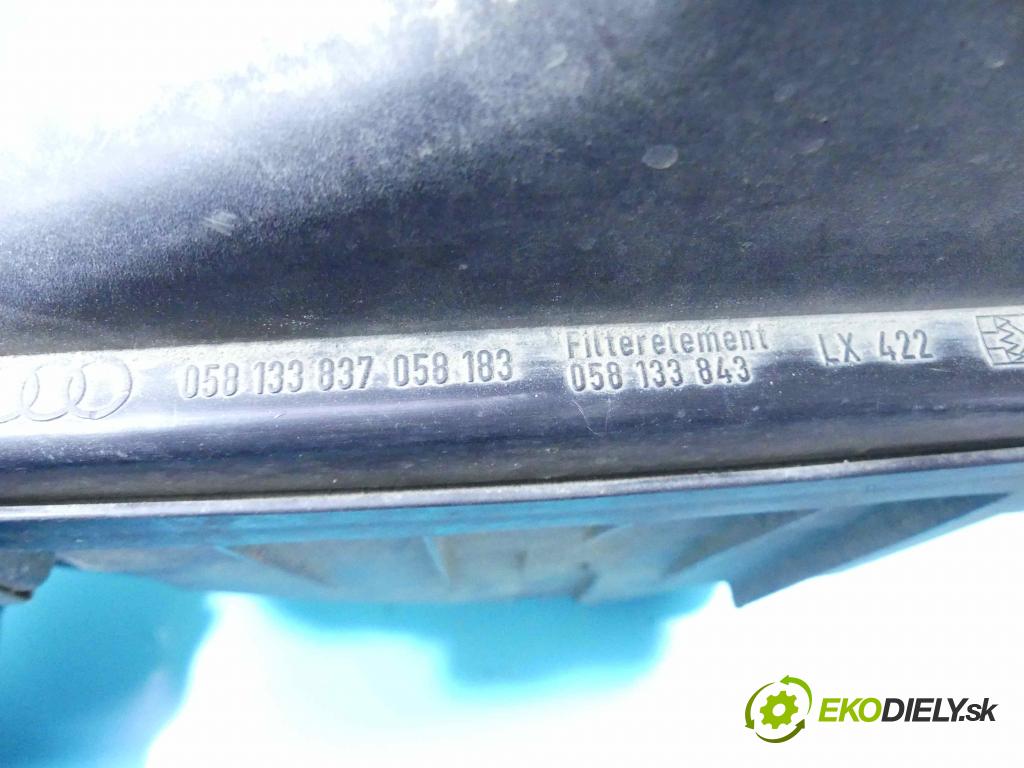 058 133 837 058 183
Filterelement
058 133 843
LX 422
EKODIELY.sk